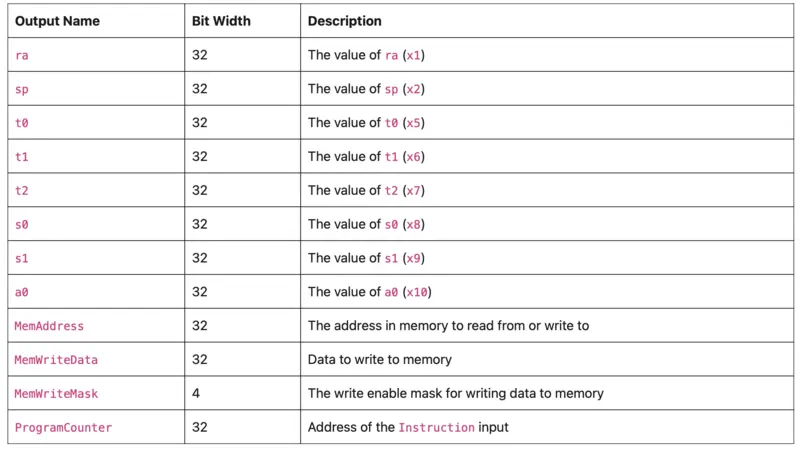 Output Name Bit Width Description
ra 32 The value of ra (x1)
sp 32 The value of sp (x2)
t0 32 The value of t0 (x5)
t1 32 The value of t1 (x6)
t2 32 The value of t2 (x7)
s0 32 The value of s0 (x8)
s1 32 The value of s1 (x9)
a0 32 The value of a0 (x10)
MemAddress 32 The address in memory to read from or write to
MemWriteData 32 Data to write to memory
MemWriteMask 4 The write enable mask for writing data to memory
ProgramCounter 32 Address of the Instruction input